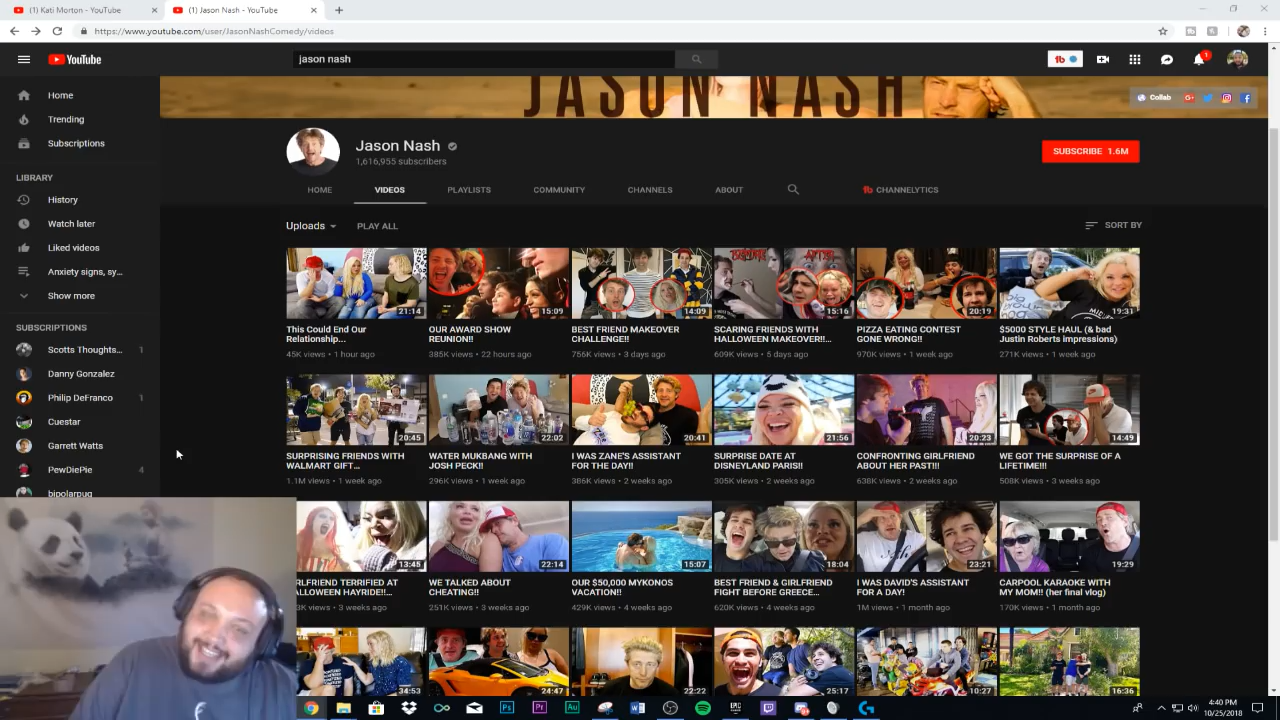 (1) Kati Morton - YouTube
(1) Jason Nash - YouTube
https://www.youtube.com/user/JasonNashComedy/videos
YouTube
jason nash
JASON NASH
Collab
Home
Trending
Subscriptions
LIBRARY
History
Watch later
Liked videos
Anxiety signs, sy...
Show more
SUBSCRIPTIONS
Scotts Thoughts... 1
Danny Gonzalez
Philip DeFranco 1
Cuestar
Garrett Watts
PewDiePie 4
bipolarpug
Jason Nash
1,616,955 subscribers
SUBSCRIBE 1.6M
HOME VIDEOS PLAYLISTS COMMUNITY CHANNELS ABOUT CHANNELYTICS
Uploads PLAY ALL SORT BY
21:14
This Could End Our
Relationship...
45K views • 1 hour ago
15:09
OUR AWARD SHOW
REUNION!!
385K views • 22 hours ago
14:09
BEST FRIEND MAKEOVER
CHALLENGE!!
756K views • 3 days ago
15:16
SCARING FRIENDS WITH
HALLOWEEN MAKEOVER!!...
609K views • 5 days ago
20:19
PIZZA EATING CONTEST
GONE WRONG!!
970K views • 1 week ago
19:31
$5000 STYLE HAUL (& bad
Justin Roberts impressions)
271K views • 1 week ago
20:45
SURPRISING FRIENDS WITH
WALMART GIFT...
1.1M views • 1 week ago
22:02
WATER MUKBANG WITH
JOSH PECK!!
296K views • 1 week ago
20:41
I WAS ZANE'S ASSISTANT
FOR THE DAY!!
386K views • 2 weeks ago
21:56
SURPRISE DATE AT
DISNEYLAND PARIS!!
305K views • 2 weeks ago
20:23
CONFRONTING GIRLFRIEND
ABOUT HER PAST!!!
638K views • 2 weeks ago
14:49
WE GOT THE SURPRISE OF A
LIFETIME!!!
508K views • 3 weeks ago
13:45
RLFRIEND TERRIFIED AT
ALLOWEEN HAYRIDE!!...
3K views • 3 weeks ago
22:14
WE TALKED ABOUT
CHEATING!!
251K views • 3 weeks ago
15:07
OUR $50,000 MYKONOS
VACATION!!
429K views • 4 weeks ago
18:04
BEST FRIEND & GIRLFRIEND
FIGHT BEFORE GREECE...
620K views • 4 weeks ago
23:21
I WAS DAVID'S ASSISTANT
FOR A DAY!
1M views • 1 month ago
19:29
CARPOOL KARAOKE WITH
MY MOM!! (her final vlog)
170K views • 1 month ago
34:53
24:47
22:22
25:17
10:27
16:36
4:40 PM
10/25/2018